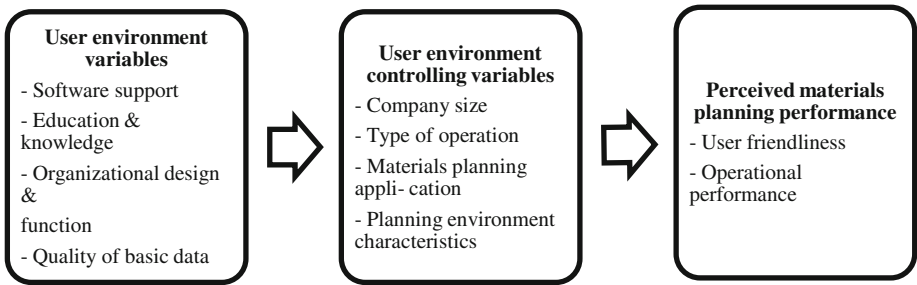 User environment
variables
- Software support
- Education &
knowledge
- Organizational design
&
function
- Quality of basic data
User environment
controlling variables
- Company size
- Type of operation
- Materials planning
appli- cation
- Planning environment
characteristics
Perceived materials
planning performance
- User friendliness
- Operational
performance